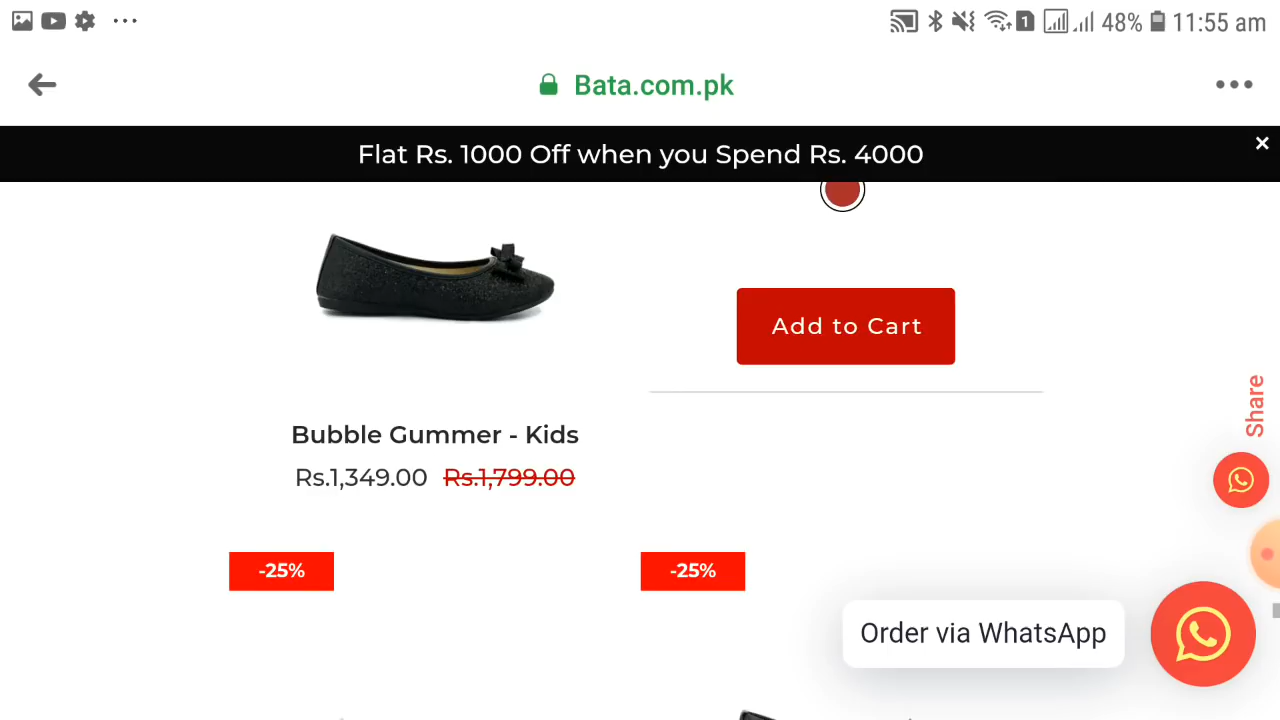 1 48% 11:55 am
Bata.com.pk
Flat Rs. 1000 Off when you Spend Rs. 4000
×
Add to Cart
Share
Bubble Gummer - Kids
Rs.1,349.00 Rs.1,799.00
-25%
-25%
Order via WhatsApp